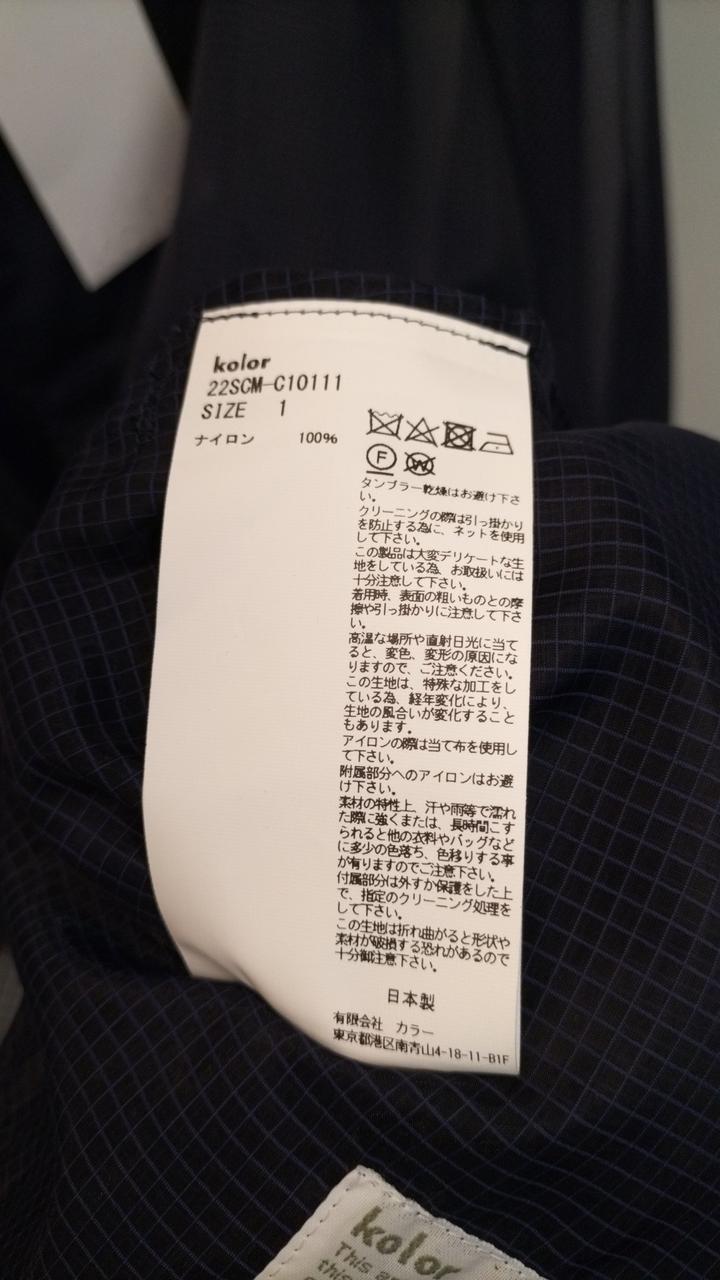 kolor
22SCM-C10111
SIZE 1
ナイロン 100%
F
W
タンブラー乾燥はお避け下さ
い。
クリーニングの際は引っ掛かり
を防止する為に、ネットを使用
して下さい。
この製品は大変デリケートな生
地をしている為、お取扱いには
十分注意して下さい。
着用時、表面の粗いものとの摩
擦や引っ掛かりに注意して下さ
い。
高温な場所や直射日光に当て
ると、変色、変形の原因にな
りますので、ご注意ください。
この生地は、特殊な加工をし
ている為、経年変化により、
生地の風合いが変化すること
もあります。
アイロンの際は当て布を使用し
て下さい。
附属部分へのアイロンはお避
け下さい。
素材の特性上、汗や雨等で濡れ
た際に強くまたは、長時間こす
られると他の衣料やバッグなど
に多少の色落ち、色移りする事
が有りますのでご注意下さい。
付属部分は外すか保護をした上
で、指定のクリーニング処理を
して下さい。
この生地は折れ曲がると形状や
素材が破損する恐れがあるので
十分御注意下さい。
日本製
有限会社 カラー
東京都港区南青山4-18-11-B1F
kolor
This
this